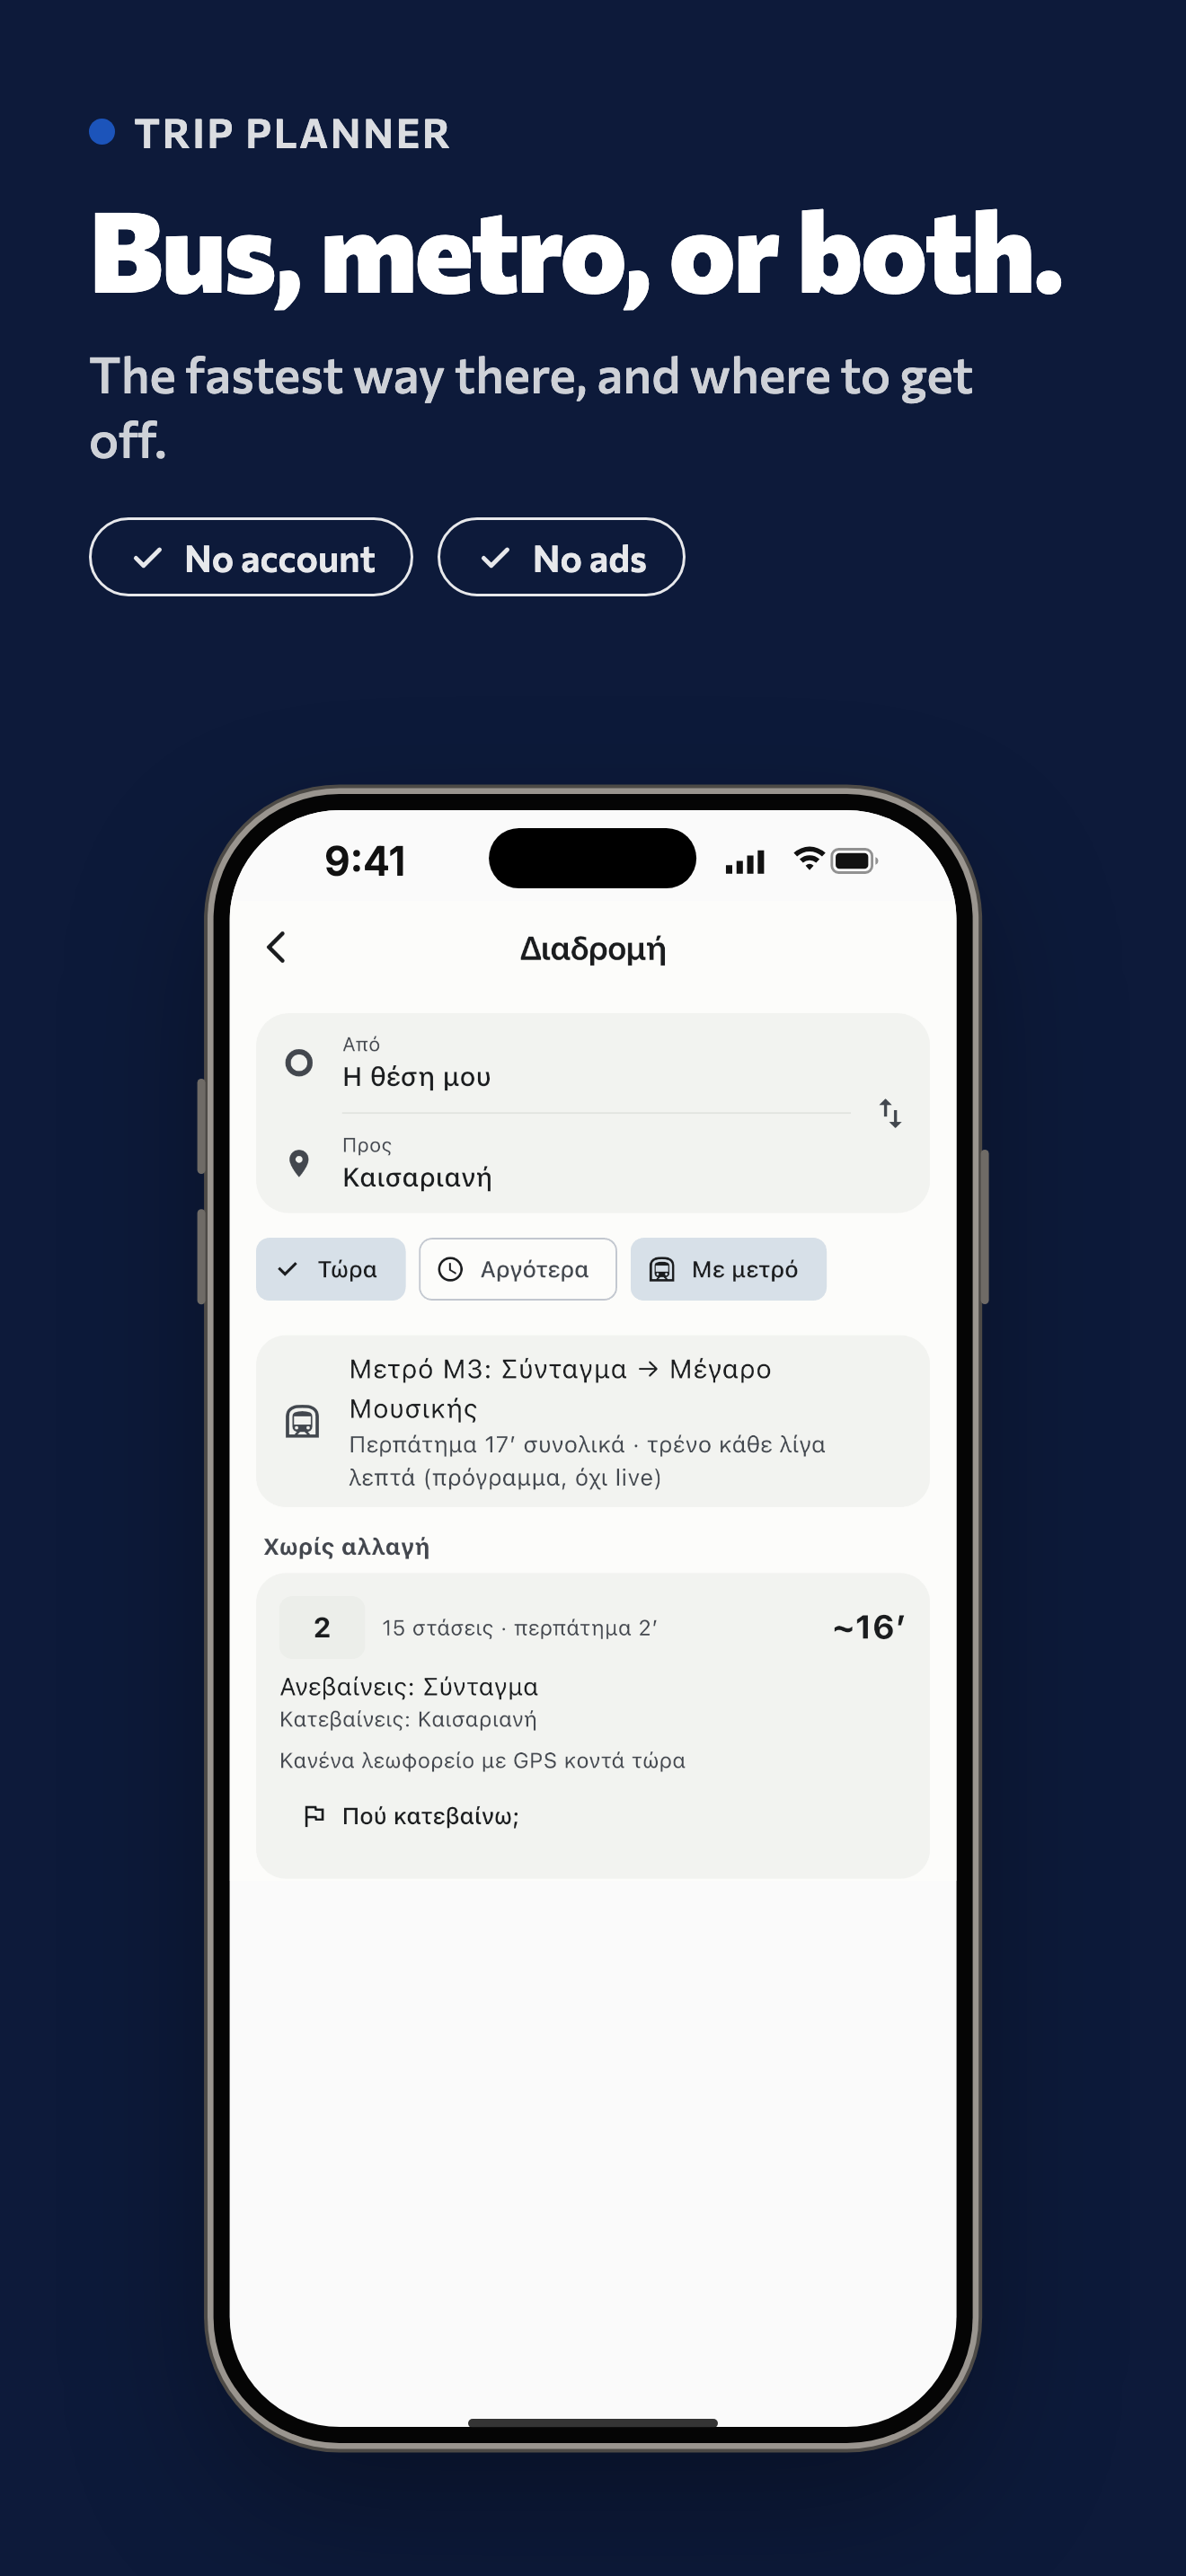 TRIP PLANNER
Bus, metro, or both.
The fastest way there, and where to get
off.
No account
No ads
9:41
Διαδρομή
Από
Η θέση μου
Προς
Καισαριανή
Τώρα
Αργότερα
Με μετρό
Μετρό M3: Σύνταγμα → Μέγαρο
Μουσικής
Περπάτημα 17′ συνολικά · τρένο κάθε λίγα
λεπτά (πρόγραμμα, όχι live)
Χωρίς αλλαγή
2
15 στάσεις · περπάτημα 2′
~16′
Ανεβαίνεις: Σύνταγμα
Κατεβαίνεις: Καισαριανή
Κανένα λεωφορείο με GPS κοντά τώρα
Πού κατεβαίνω;